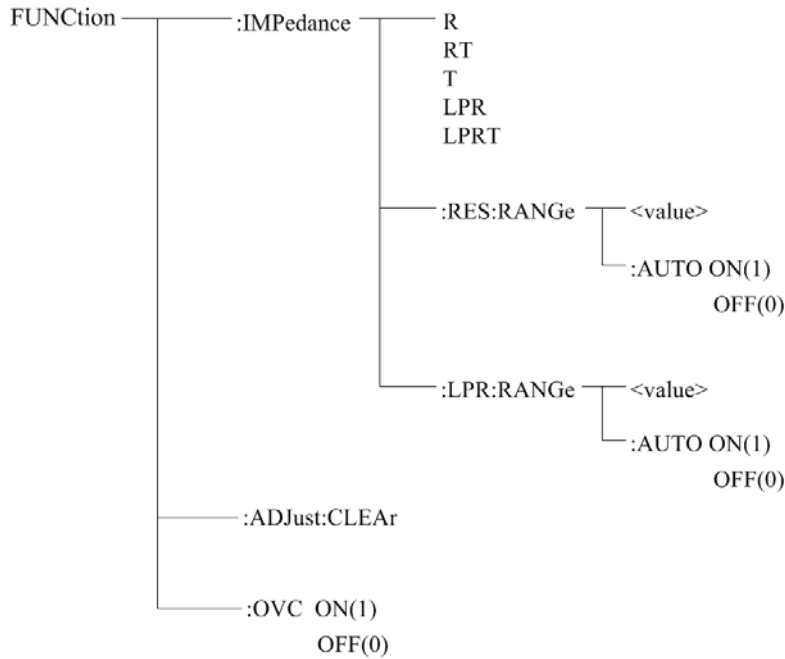 FUNCtion :IMPedance R
RT
T
LPR
LPRT
:RES:RANGe <value>
:AUTO ON(1)
OFF(0)
:LPR:RANGe <value>
:AUTO ON(1)
OFF(0)
:ADJust:CLEAr
:OVC ON(1)
OFF(0)